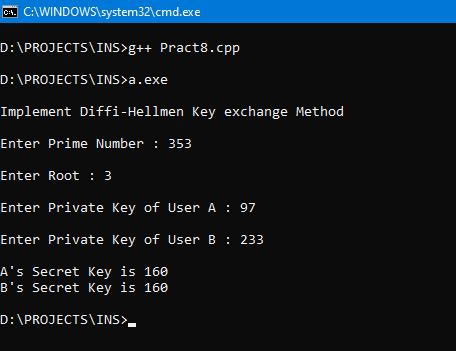 C:\WINDOWS\system32\cmd.exe
D:\PROJECTS\INS>g++ Pract8.cpp
D:\PROJECTS\INS>a.exe
Implement Diffi-Hellmen Key exchange Method
Enter Prime Number : 353
Enter Root : 3
Enter Private Key of User A : 97
Enter Private Key of User B : 233
A's Secret Key is 160
B's Secret Key is 160
D:\PROJECTS\INS>